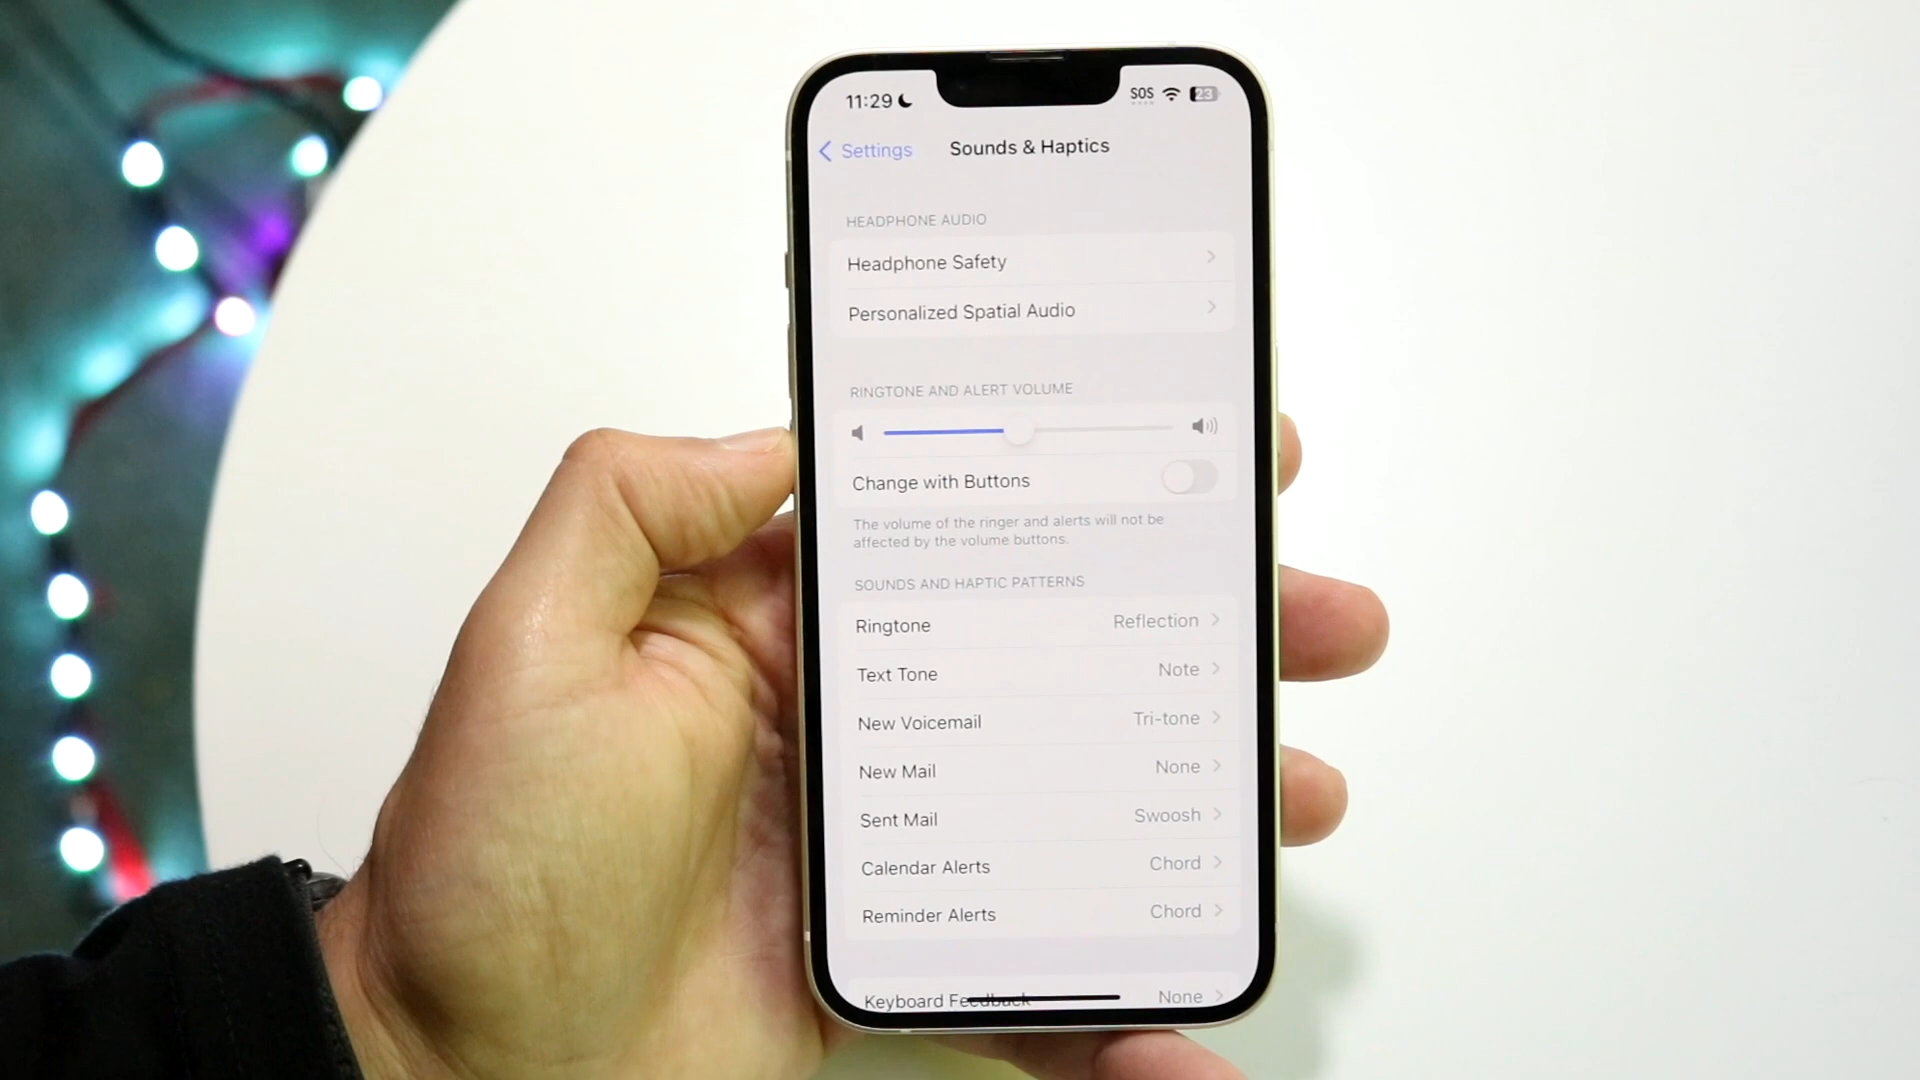 11:29
SOS 23
Settings
Sounds & Haptics
HEADPHONE AUDIO
Headphone Safety
Personalized Spatial Audio
RINGTONE AND ALERT VOLUME
Change with Buttons
The volume of the ringer and alerts will not be
affected by the volume buttons.
SOUNDS AND HAPTIC PATTERNS
Ringtone Reflection
Text Tone Note
New Voicemail Tri-tone
New Mail None
Sent Mail Swoosh
Calendar Alerts Chord
Reminder Alerts Chord
Keyboard Feedback None